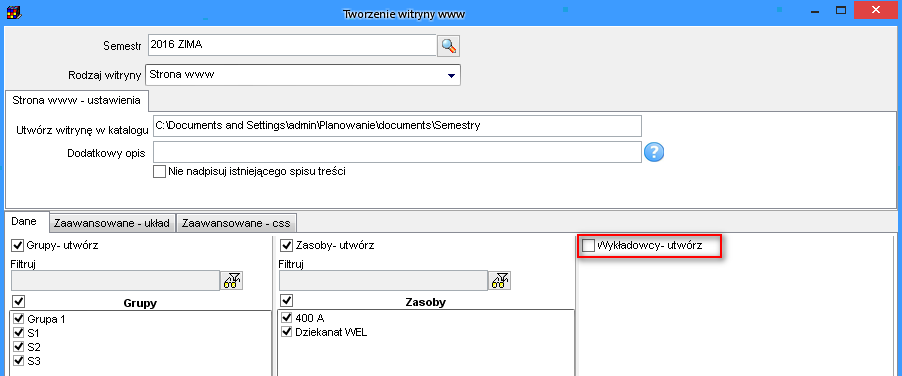 Tworzenie witryny www
Semestr 2016 ZIMA
Rodzaj witryny Strona www
Strona www - ustawienia
Utwórz witrynę w katalogu C:\Documents and Settings\admin\Planowanie\documents\Semestry
Dodatkowy opis ?
Nie nadpisuj istniejącego spisu treści
Dane Zaawansowane - układ Zaawansowane - css
Grupy- utwórz Zasoby- utwórz Wykładowcy- utwórz
Filtruj Filtruj
Grupy Zasoby
Grupa 1 400 A
S1 Dziekanat WEL
S2
S3